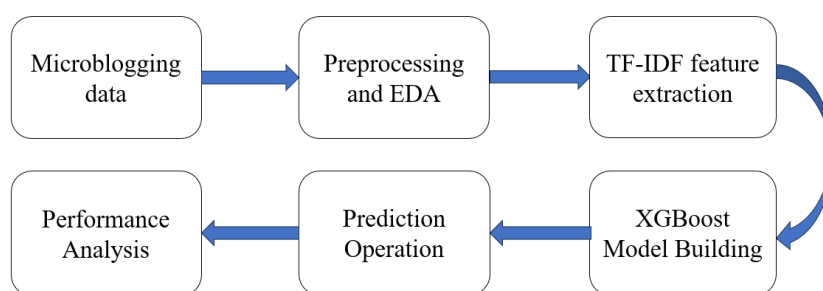 Microblogging
data
Preprocessing
and EDA
TF-IDF feature
extraction
XGBoost
Model Building
Prediction
Operation
Performance
Analysis